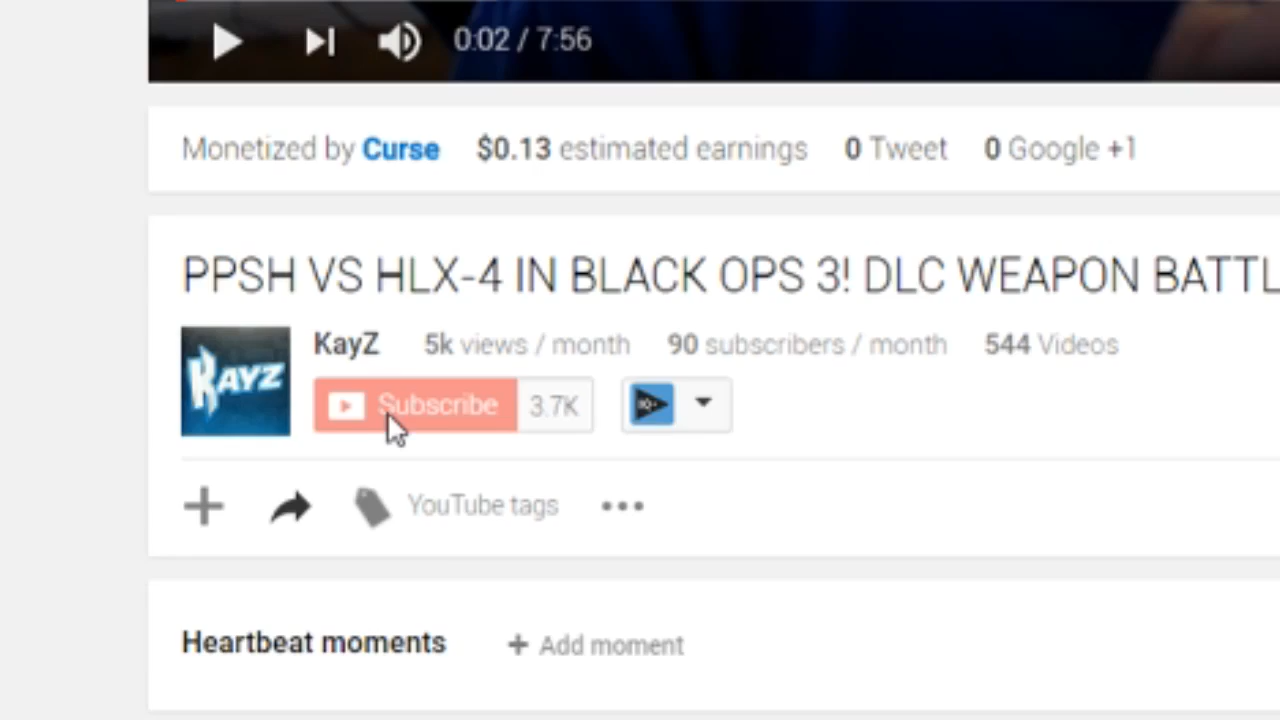 0:02 / 7:56
Monetized by Curse $0.13 estimated earnings 0 Tweet 0 Google +1
PPSH VS HLX-4 IN BLACK OPS 3! DLC WEAPON BATTL
KAYZ
KayZ 5k views / month 90 subscribers / month 544 Videos
Subscribe 3.7K
YouTube tags
Heartbeat moments + Add moment